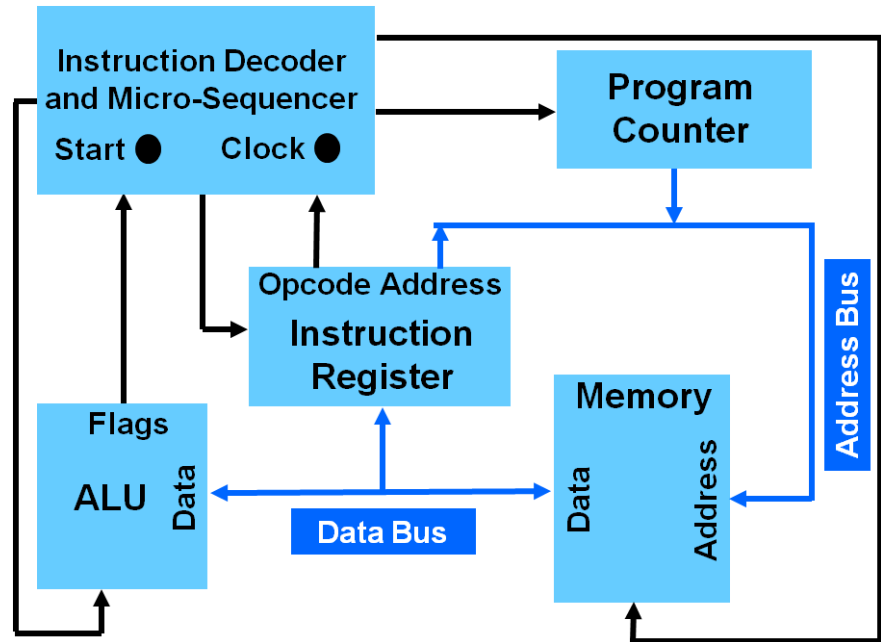 Instruction Decoder
and Micro-Sequencer
Start
Clock
Program
Counter
Opcode Address
Instruction
Register
Address Bus
Flags
ALU
Data
Data Bus
Memory
Data
Address